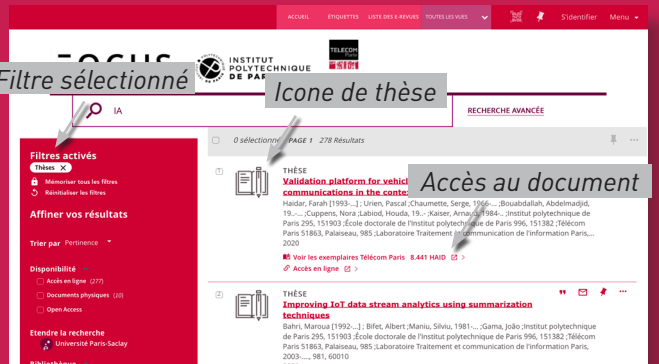 ACCUEIL ÉTIQUETTES LISTE DES E-REVUES TOUTES LES VUES S'identifier Menu
FOCUS
INSTITUT
POLYTECHNIQUE
DE PARIS
TELECOM
Paris
Filtre sélectionné
Icone de thèse
IA
RECHERCHE AVANCÉE
0 sélectionné PAGE 1 278 Résultats
Filtres activés
Thèses X
Mémoriser tous les filtres
Réinitialiser les filtres
Affiner vos résultats
Trier par Pertinence
Disponibilité
Accès en ligne (277)
Documents physiques (10)
Open Access
Etendre la recherche
Université Paris-Saclay
Bibliothèque
1
THÈSE
Validation platform for
communications in the
Accès au document
Haidar, Farah [1993-...] ; Urien, Pascal ;Chaumette, Serge, 1966-... ;Bouabdallah, Abdelmadjid,
19..-... ;Cuppens, Nora ;Labiod, Houda, 19..- ;Kaiser, Arnaud, 1984-.. ;Institut polytechnique de
Paris 295, 151903 ;École doctorale de l'Institut polytechnique de Paris 996, 151382 ;Télécom
Paris 51863, Palaiseau, 985 ;Laboratoire Traitement et communication de l'information Paris,...
2020
Voir les exemplaires Télécom Paris 8.441 HAID >
Accès en ligne >
2
THÈSE
Improving IoT data stream analytics using summarization
techniques
Bahri, Maroua [1992-...] ; Bifet, Albert ;Maniu, Silviu, 1981-... ;Gama, João ;Institut polytechnique
de Paris 295, 151903 ;École doctorale de l'Institut polytechnique de Paris 996, 151382 ;Télécom
Paris 51863, Palaiseau, 985 ;Laboratoire Traitement et communication de l'information Paris,
2003-...., 981, 60010